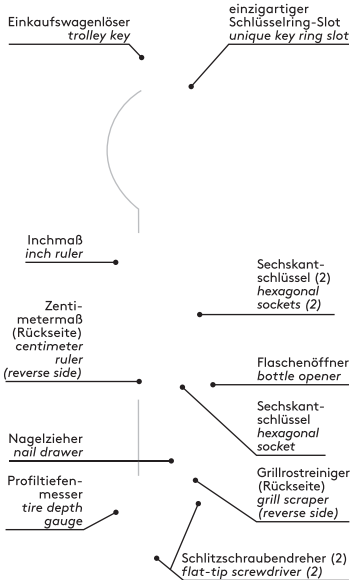 Einkaufswagenlöser
trolley key
einzigartiger
Schlüsselring-Slot
unique key ring slot
Inchmaß
inch ruler
Zenti-
metermaß
(Rückseite)
centimeter
ruler
(reverse side)
Nagelzieher
nail drawer
Profiltiefen-
messer
tire depth
gauge
Sechskant-
schlüssel (2)
hexagonal
sockets (2)
Flaschenöffner
bottle opener
Sechskant-
schlüssel
hexagonal
socket
Grillrostreiniger
(Rückseite)
grill scraper
(reverse side)
Schlitzschraubendreher (2)
flat-tip screwdriver (2)